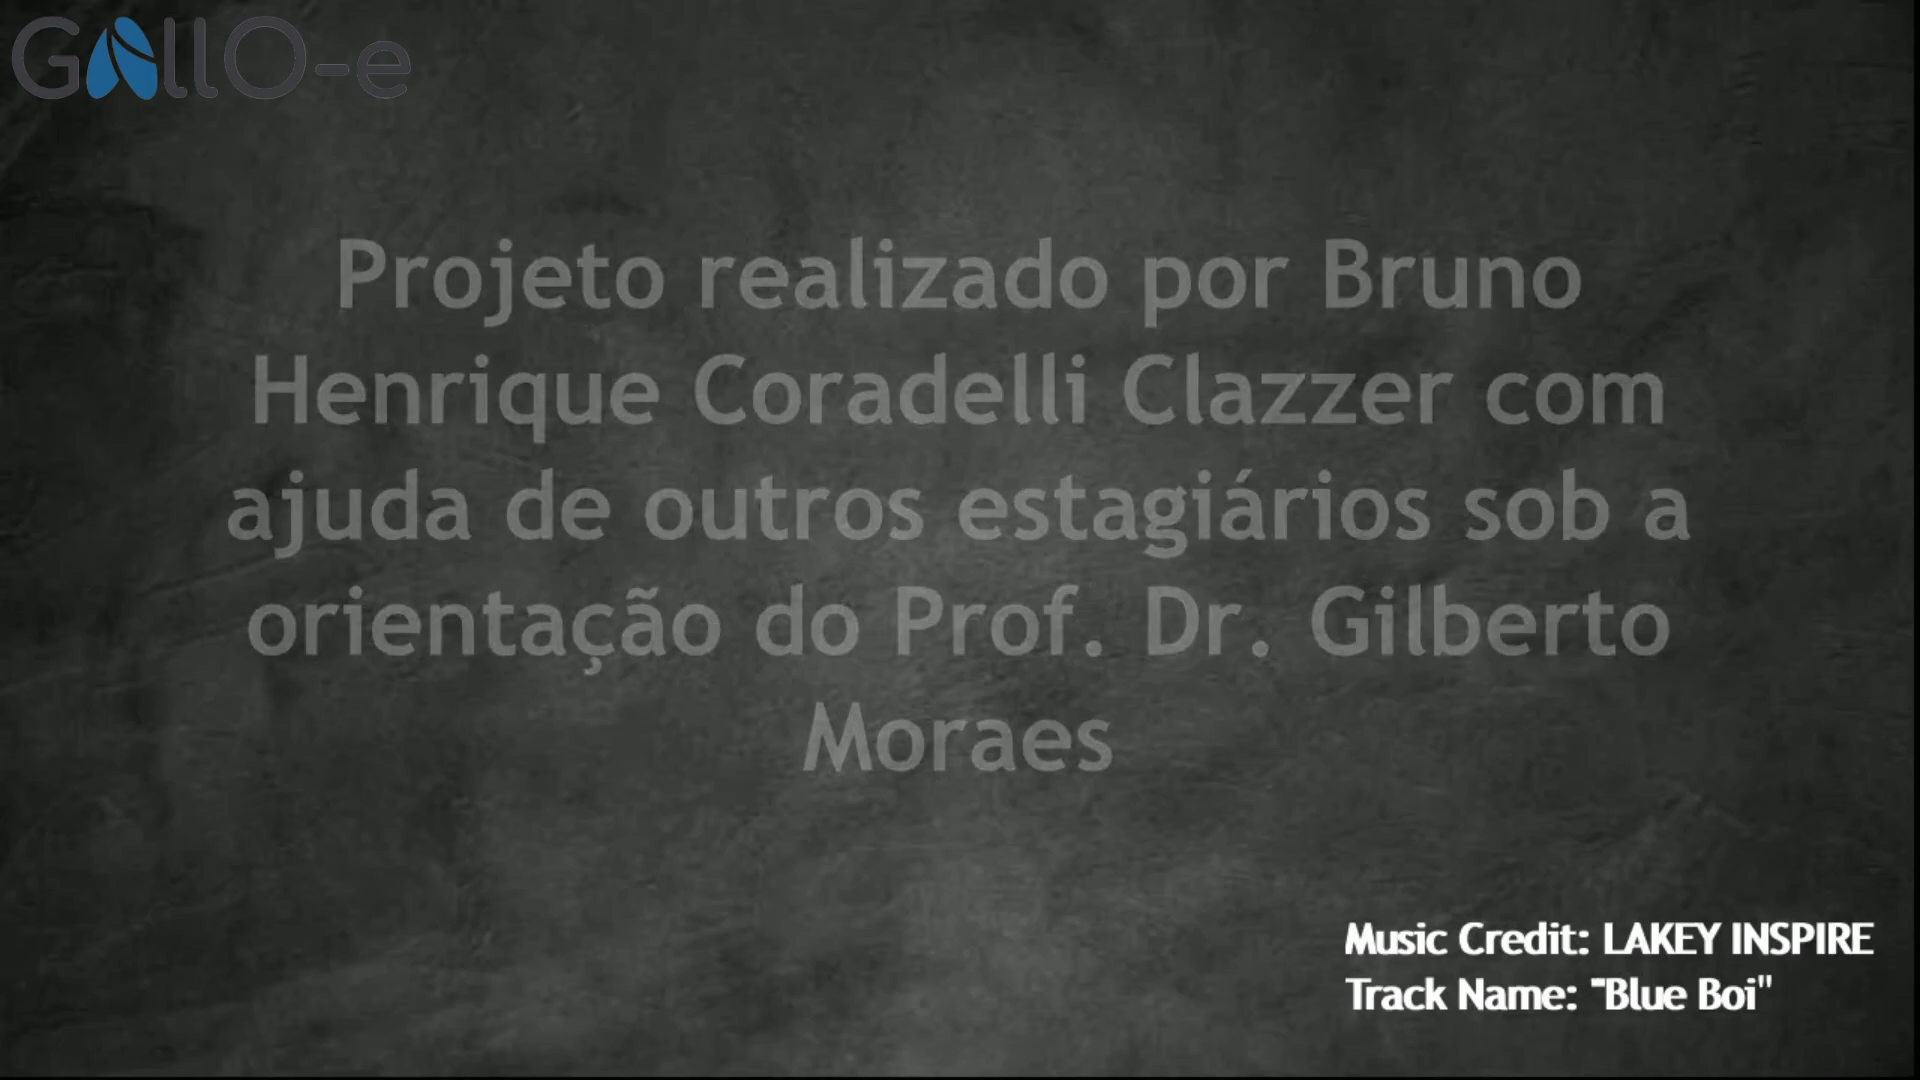 GAllO-e
Projeto realizado por Bruno
Henrique Coradelli Clazzer com
ajuda de outros estagiários sob a
orientação do Prof. Dr. Gilberto
Moraes
Music Credit: LAKEY INSPIRE
Track Name: "Blue Boi"